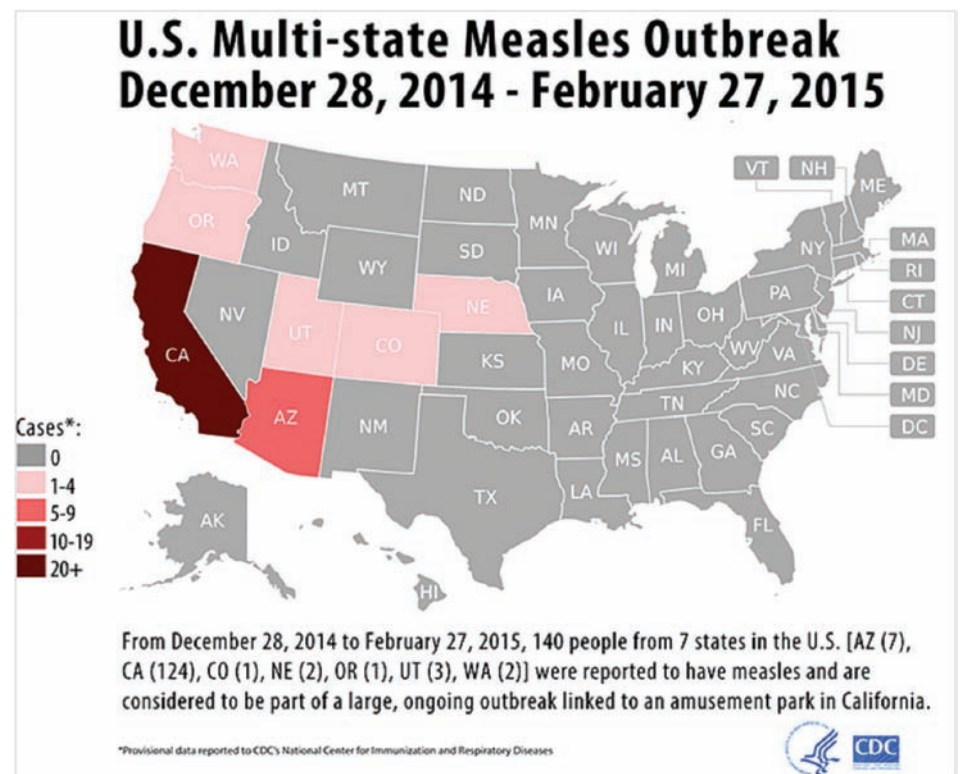 U.S. Multi-state Measles Outbreak
December 28, 2014 - February 27, 2015
WA
MT
ND
MN
VT
NH
ME
OR
ID
SD
WI
MI
NY
MA
RI
WY
IA
PA
CT
NV
NE
IL
IN
OH
NJ
UT
CO
WV
VA
DE
CA
KS
MO
KY
MD
NC
AZ
NM
OK
TN
DC
AR
SC
MS
AL
GA
TX
LA
FL
AK
HI
Cases*:
0
1-4
5-9
10-19
20+
From December 28, 2014 to February 27, 2015, 140 people from 7 states in the U.S. [AZ (7),
CA (124), CO (1), NE (2), OR (1), UT (3), WA (2)] were reported to have measles and are
considered to be part of a large, ongoing outbreak linked to an amusement park in California.
*Provisional data reported to CDC's National Center for Immunization and Respiratory Diseases
CDC